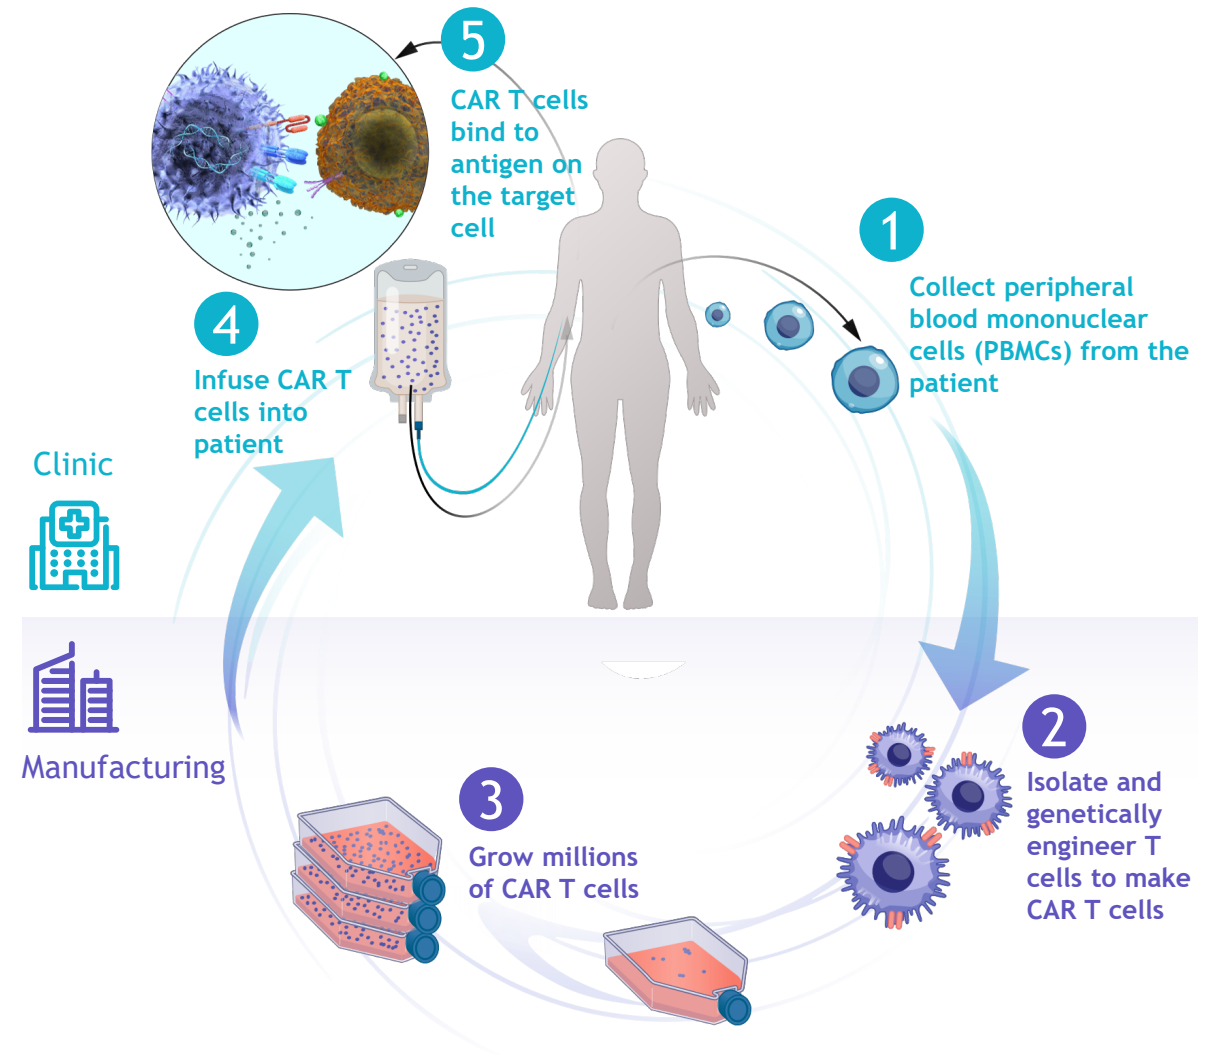 5
CAR T cells
bind to
antigen on
the target
cell
1
Collect peripheral
blood mononuclear
cells (PBMCs) from the
patient
4
Infuse CAR T
cells into
patient
Clinic
Manufacturing
2
Isolate and
genetically
engineer T
cells to make
CAR T cells
3
Grow millions
of CAR T cells